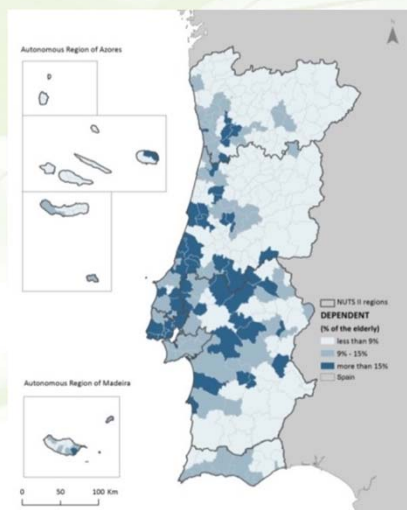 Autonomous Region of Azores
N
NUTS II regions
DEPENDENT
(% of the elderly)
less than 9%
9% - 15%
more than 15%
Spain
Autonomous Region of Madeira
0 50 100 Km